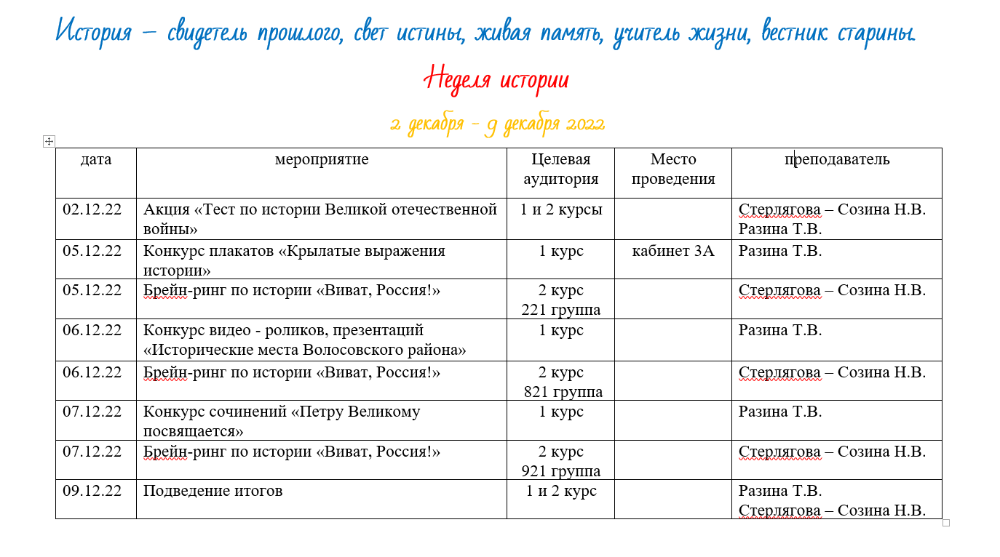 История – свидетель прошлого, свет истины, живая память, учитель жизни, вестник старины.
Неделя истории
2 декабря - 9 декабря 2022
дата мероприятие Целевая аудитория Место проведения преподаватель
02.12.22 Акция «Тест по истории Великой отечественной войны» 1 и 2 курсы Стерлягова – Созина Н.В. Разина Т.В.
05.12.22 Конкурс плакатов «Крылатые выражения истории» 1 курс кабинет 3А Разина Т.В.
05.12.22 Брейн-ринг по истории «Виват, Россия!» 2 курс 221 группа Стерлягова – Созина Н.В.
06.12.22 Конкурс видео - роликов, презентаций «Исторические места Волосовского района» 1 курс Разина Т.В.
06.12.22 Брейн-ринг по истории «Виват, Россия!» 2 курс 821 группа Стерлягова – Созина Н.В.
07.12.22 Конкурс сочинений «Петру Великому посвящается» 1 курс Разина Т.В.
07.12.22 Брейн-ринг по истории «Виват, Россия!» 2 курс 921 группа Стерлягова – Созина Н.В.
09.12.22 Подведение итогов 1 и 2 курс Разина Т.В. Стерлягова – Созина Н.В.